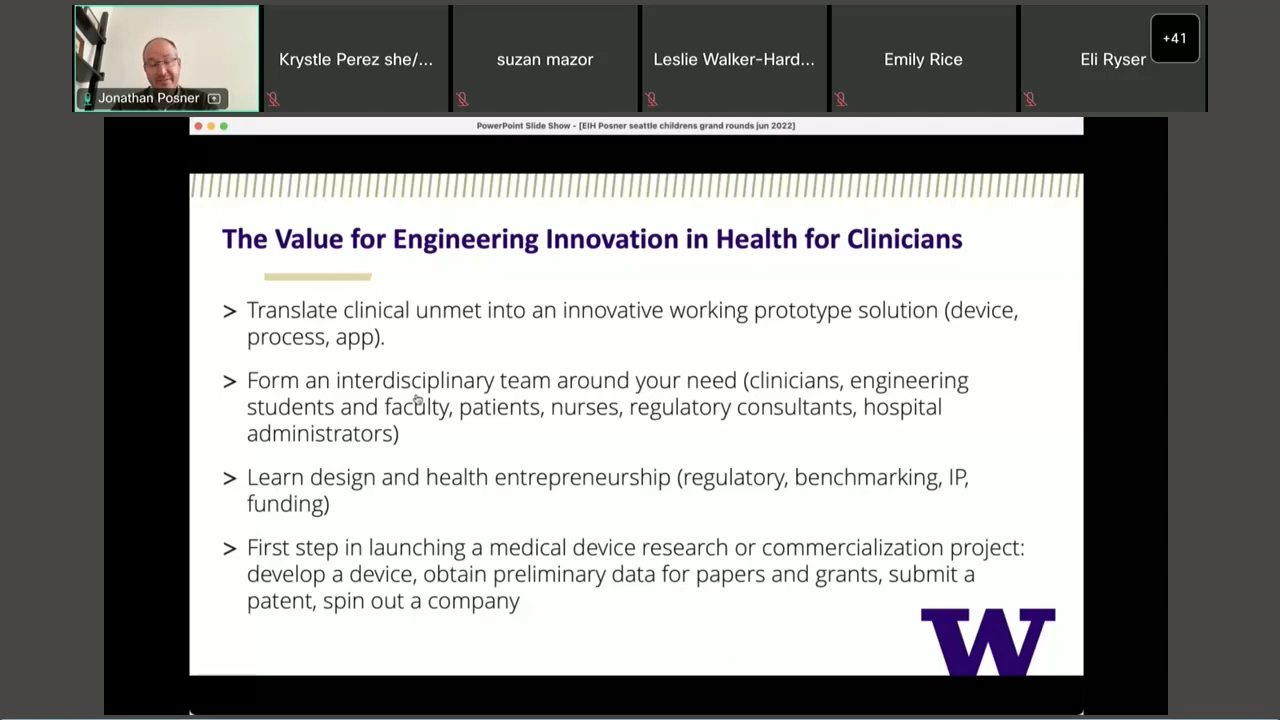 Jonathan Posner
Krystle Perez she/...
suzan mazor
Leslie Walker-Hard...
Emily Rice
Eli Ryser
+41
PowerPoint Slide Show - [EIH Posner seattle childrens grand rounds jun 2022]
The Value for Engineering Innovation in Health for Clinicians
> Translate clinical unmet into an innovative working prototype solution (device,
process, app).
> Form an interdisciplinary team around your need (clinicians, engineering
students and faculty, patients, nurses, regulatory consultants, hospital
administrators)
> Learn design and health entrepreneurship (regulatory, benchmarking, IP,
funding)
> First step in launching a medical device research or commercialization project:
develop a device, obtain preliminary data for papers and grants, submit a
patent, spin out a company
W